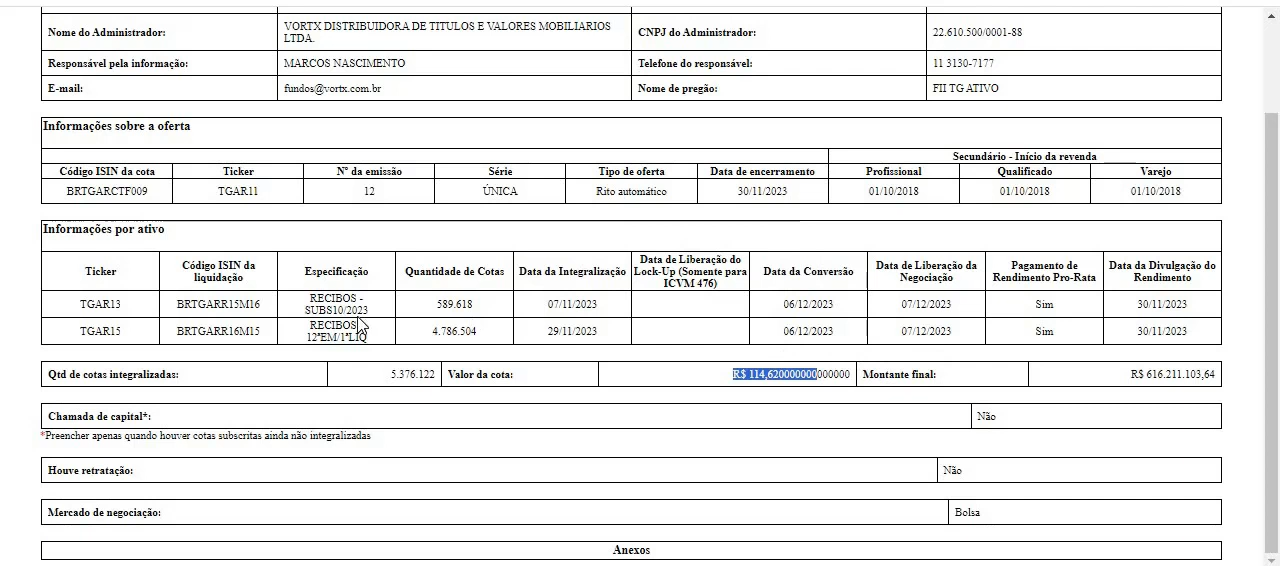 Nome do Administrador: VORTX DISTRIBUIDORA DE TITULOS E VALORES MOBILIARIOS LTDA. CNPJ do Administrador: 22.610.500/0001-88
Responsável pela informação: MARCOS NASCIMENTO Telefone do responsável: 11 3130-7177
E-mail: fundos@vortx.com.br Nome de pregão: FII TG ATIVO
Informações sobre a oferta
Secundário - Início da revenda
Código ISIN da cota Ticker Nº da emissão Série Tipo de oferta Data de encerramento Profissional Qualificado Varejo
BRTGARCTF009 TGAR11 12 ÚNICA Rito automático 30/11/2023 01/10/2018 01/10/2018 01/10/2018
Informações por ativo
Ticker Código ISIN da liquidação Especificação Quantidade de Cotas Data da Integralização Data de Liberação do Lock-Up (Somente para ICVM 476) Data da Conversão Data de Liberação da Negociação Pagamento de Rendimento Pro-Rata Data da Divulgação do Rendimento
TGAR13 BRTGARR15M16 RECIBOS - SUBS10/2023 589.618 07/11/2023 06/12/2023 07/12/2023 Sim 30/11/2023
TGAR15 BRTGARR16M15 RECIBOS 12ªEM/1ªLIQ 4.786.504 29/11/2023 06/12/2023 07/12/2023 Sim 30/11/2023
Qtd de cotas integralizadas: 5.376.122 Valor da cota: R$ 114,620000000000000 Montante final: R$ 616.211.103,64
Chamada de capital*: Não
*Preencher apenas quando houver cotas subscritas ainda não integralizadas
Houve retratação: Não
Mercado de negociação: Bolsa
Anexos